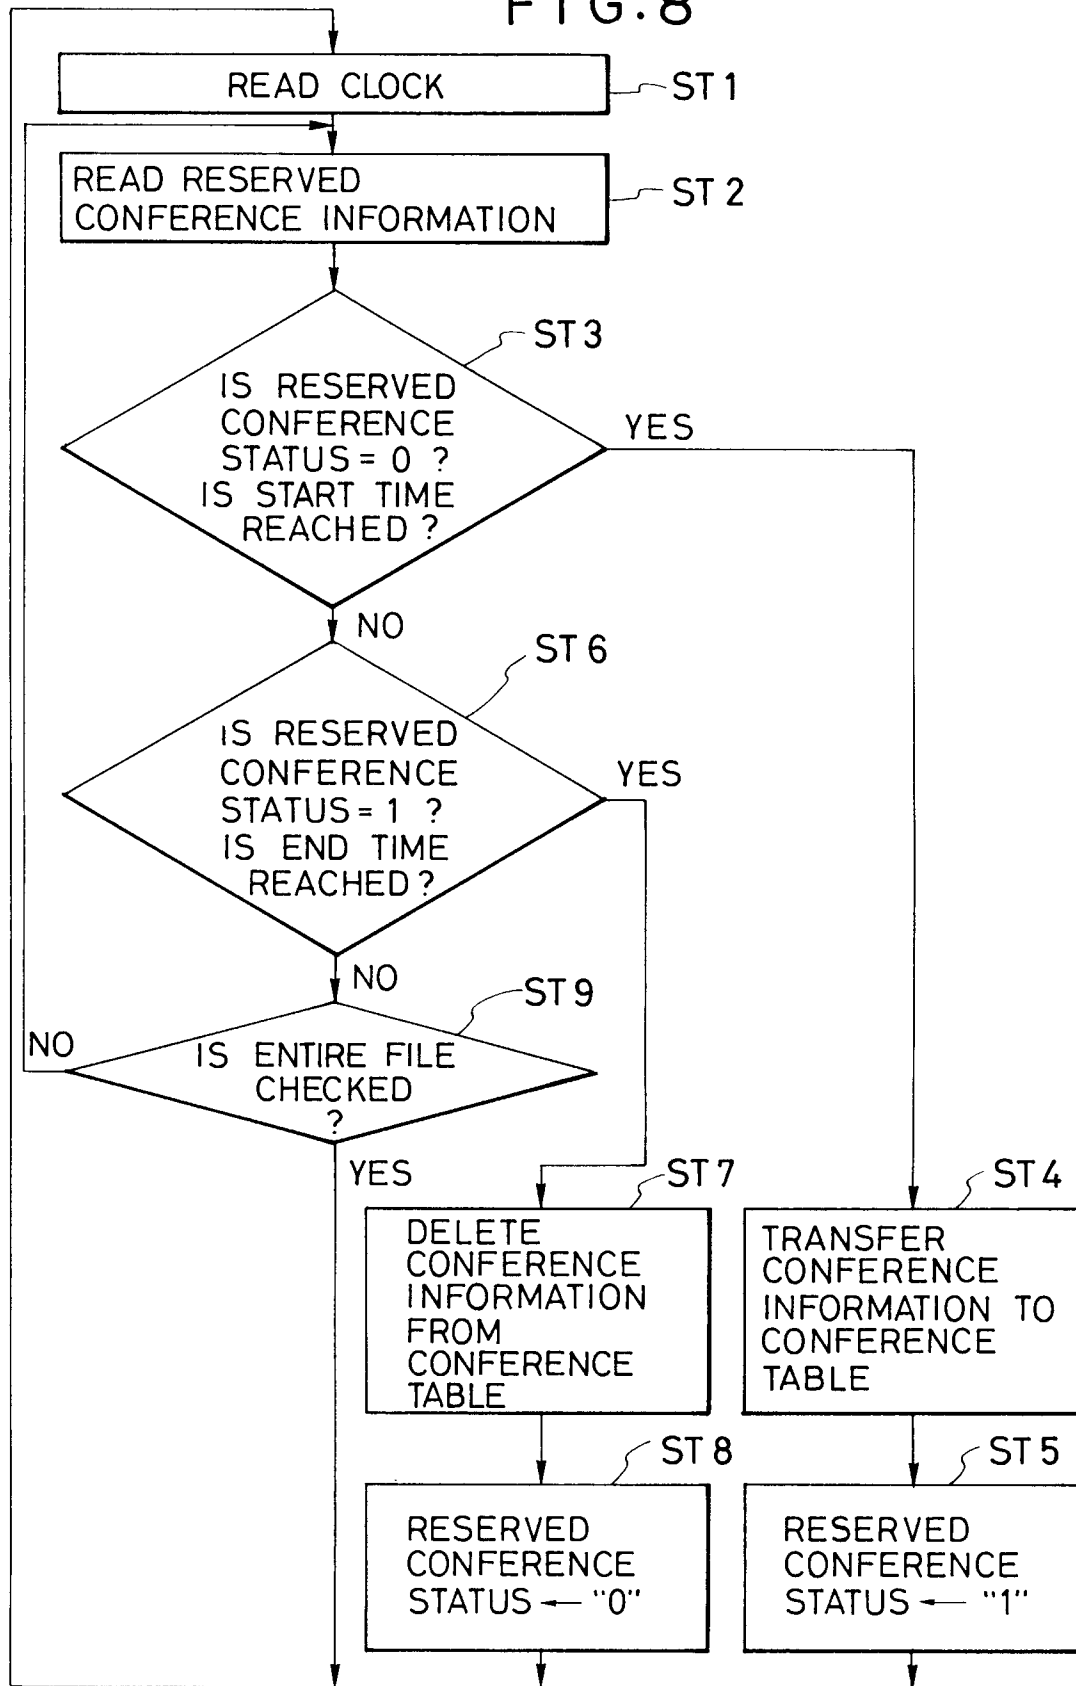 FIG.8
READ CLOCK
ST1
READ RESERVED
CONFERENCE INFORMATION
ST2
ST3
IS RESERVED
CONFERENCE
STATUS=0 ?
IS START TIME
REACHED ?
YES
NO
ST6
IS RESERVED
CONFERENCE
STATUS=1 ?
IS END TIME
REACHED?
YES
NO
ST9
IS ENTIRE FILE
CHECKED
?
NO
YES
ST7
DELETE
CONFERENCE
INFORMATION
FROM
CONFERENCE
TABLE
ST4
TRANSFER
CONFERENCE
INFORMATION TO
CONFERENCE
TABLE
ST8
RESERVED
CONFERENCE
STATUS ← "0"
ST5
RESERVED
CONFERENCE
STATUS ← "1"